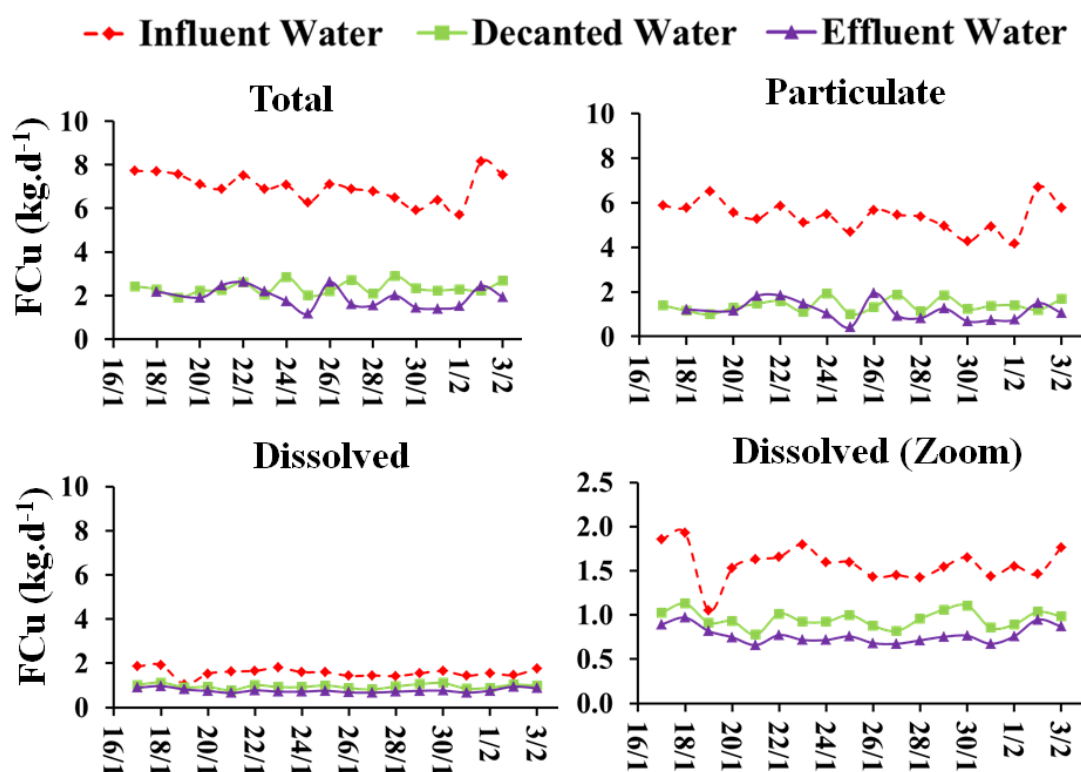 Influent Water Decanted Water Effluent Water
Total
FCu (kg.d-1)
10
8
6
4
2
0
16/1 18/1 20/1 22/1 24/1 26/1 28/1 30/1 1/2 3/2
Particulate
10
8
6
4
2
0
16/1 18/1 20/1 22/1 24/1 26/1 28/1 30/1 1/2 3/2
Dissolved
FCu (kg.d-1)
10
8
6
4
2
0
16/1 18/1 20/1 22/1 24/1 26/1 28/1 30/1 1/2 3/2
Dissolved (Zoom)
2.5
2.0
1.5
1.0
0.5
0.0
16/1 18/1 20/1 22/1 24/1 26/1 28/1 30/1 1/2 3/2